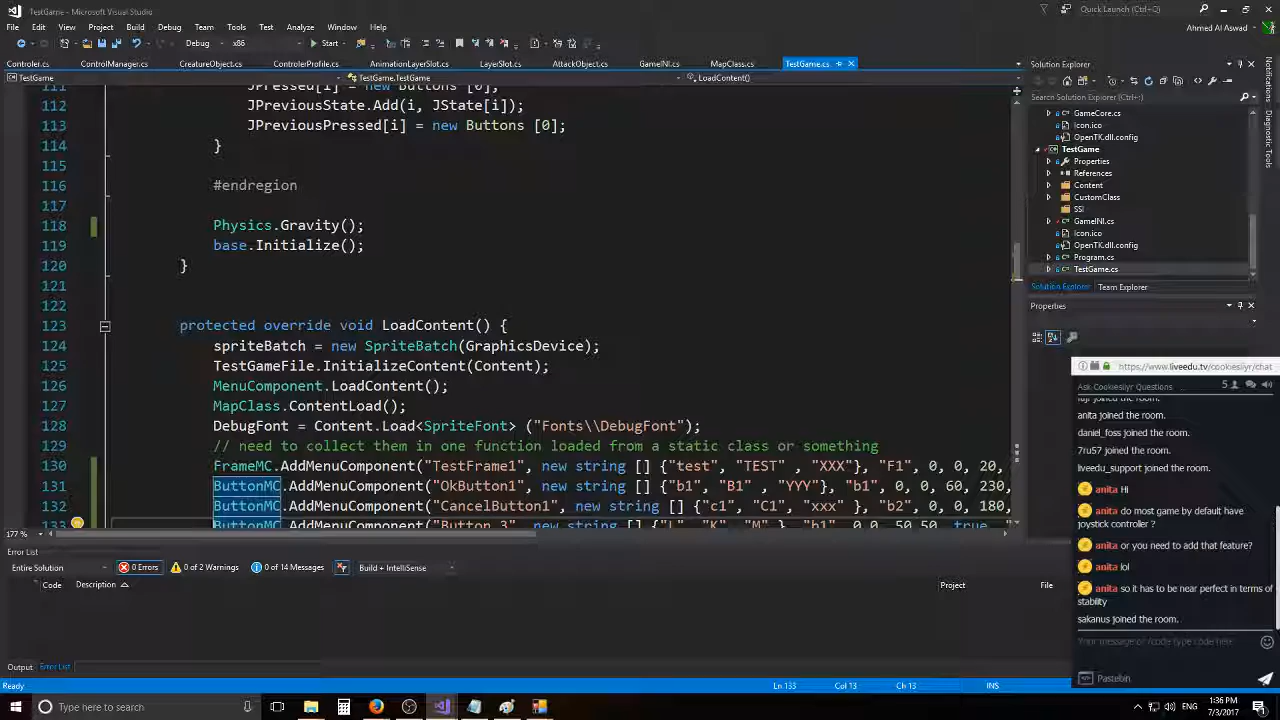 TestGame - Microsoft Visual Studio
Quick Launch (Ctrl+;)
File Edit View Project Build Debug Team Tools Test Analyze Window Help
Ahmed Al Aswad
Debug x86 Start
Controler.cs ControlManager.cs CreatureObject.cs ControlerProfile.cs AnimationLayerSlot.cs LayerSlot.cs AttackObject.cs GameINI.cs MapClass.cs TestGame.cs
TestGame TestGame.TestGame LoadContent()
111 JPressed[i] = new Buttons [0];
112 JPreviousState.Add(i, JState[i]);
113 JPreviousPressed[i] = new Buttons [0];
114 }
115
116 #endregion
117
118 Physics.Gravity();
119 base.Initialize();
120 }
121
122
123 protected override void LoadContent() {
124 spriteBatch = new SpriteBatch(GraphicsDevice);
125 TestGameFile.InitializeContent(Content);
126 MenuComponent.LoadContent();
127 MapClass.ContentLoad();
128 DebugFont = Content.Load<SpriteFont> ("Fonts\\DebugFont");
129 // need to collect them in one function loaded from a static class or something
130 FrameMC.AddMenuComponent("TestFrame1", new string [] {"test", "TEST" , "XXX"}, "F1", 0, 0, 20,
131 ButtonMC.AddMenuComponent("OkButton1", new string [] {"b1", "B1" , "YYY"}, "b1", 0, 0, 60, 230,
132 ButtonMC.AddMenuComponent("CancelButton1", new string [] {"c1", "C1", "xxx" }, "b2", 0, 0, 180,
133 ButtonMC.AddMenuComponent("Button 3", new string [] {"L", "K", "M" }, "b1", 0,0, 50,50, true,
177 %
Error List
Entire Solution 0 Errors 0 of 2 Warnings 0 of 14 Messages Build + IntelliSense
Code Description Project File
Output Error List
Ready Ln 133 Col 13 Ch 13 INS
Solution Explorer
Search Solution Explorer (Ctrl+;)
GameCore.cs
Icon.ico
OpenTK.dll.config
TestGame
Properties
References
Content
CustomClass
SSI
GameINI.cs
Icon.ico
OpenTK.dll.config
Program.cs
TestGame.cs
Solution Explorer Team Explorer
Properties
Notifications
Diagnostic Tools
https://www.liveedu.tv/cookiesliyr/chat
Ask Cookiesliyr Questions 5
joined the room.
anita joined the room.
daniel_foss joined the room.
7ru57 joined the room.
liveedu_support joined the room.
anita Hi
anita do most game by default have
joystick controller ?
anita or you need to add that feature?
anita lol
anita so it has to be near perfect in terms of
stability
sakanus joined the room.
Your message or /code type code here
Pastebin
Type here to search
ENG 1:36 PM
7/3/2017